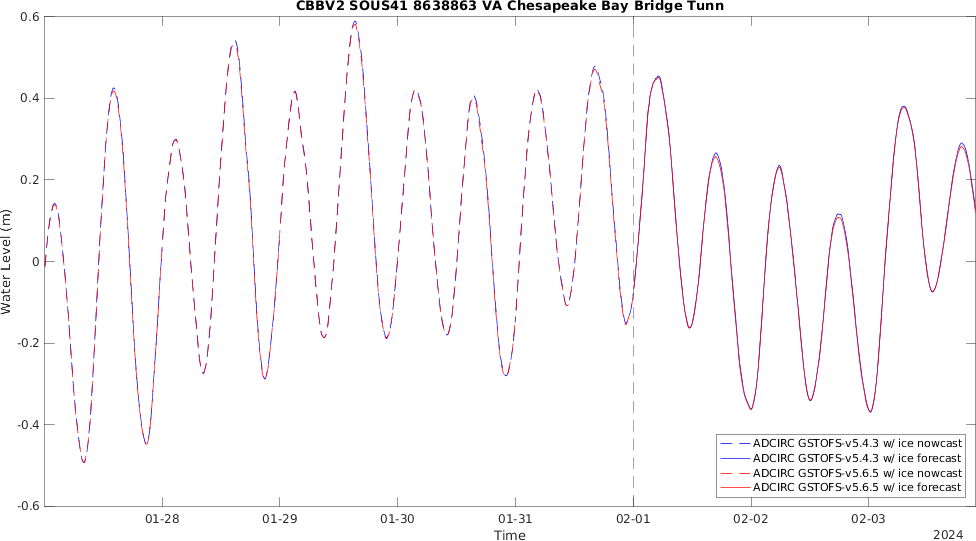 CBBV2 SOUS41 8638863 VA Chesapeake Bay Bridge Tunn
0.6
0.4
0.2
0
-0.2
-0.4
-0.6
Water Level (m)
ADCIRC GSTOFS-v5.4.3 w/ ice nowcast
ADCIRC GSTOFS-v5.4.3 w/ ice forecast
ADCIRC GSTOFS-v5.6.5 w/ ice nowcast
ADCIRC GSTOFS-v5.6.5 w/ ice forecast
01-28 01-29 01-30 01-31 02-01 02-02 02-03
Time
2024